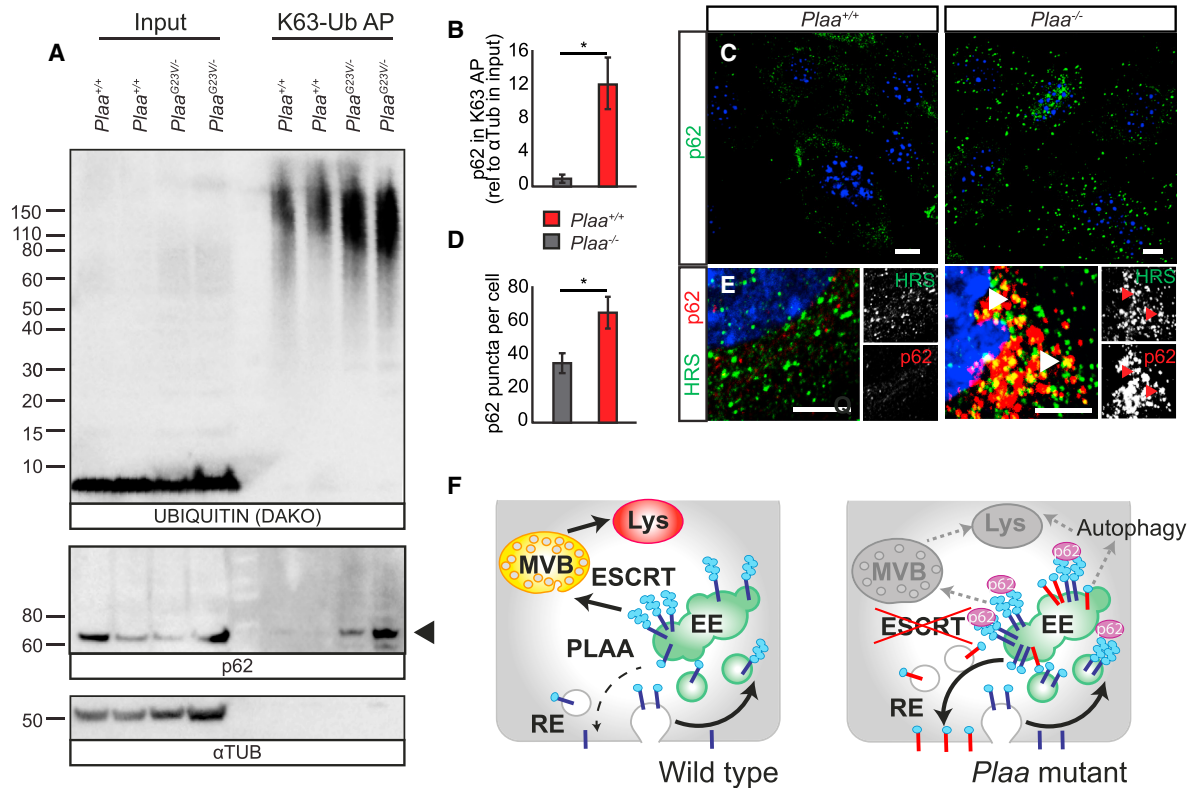 A
Input
K63-Ub AP
Plaa+/+
Plaa+/+
PlaaG23V/-
PlaaG23V/-
Plaa+/+
Plaa+/+
PlaaG23V/-
PlaaG23V/-
150
110
80
60
50
40
30
20
15
10
UBIQUITIN (DAKO)
80
60
p62
50
αTUB
B
p62 in K63 AP
(rel to αTub in input)
16
12
8
4
0
*
Plaa+/+
Plaa-/-
D
p62 puncta per cell
80
60
40
20
0
*
Plaa+/+
Plaa-/-
p62
C
HRS p62
E
HRS
p62
HRS
p62
F
Lys
MVB
ESCRT
EE
PLAA
RE
Wild type
Lys
Autophagy
MVB
p62
p62
p62
p62
ESCRT
EE
RE
Plaa mutant